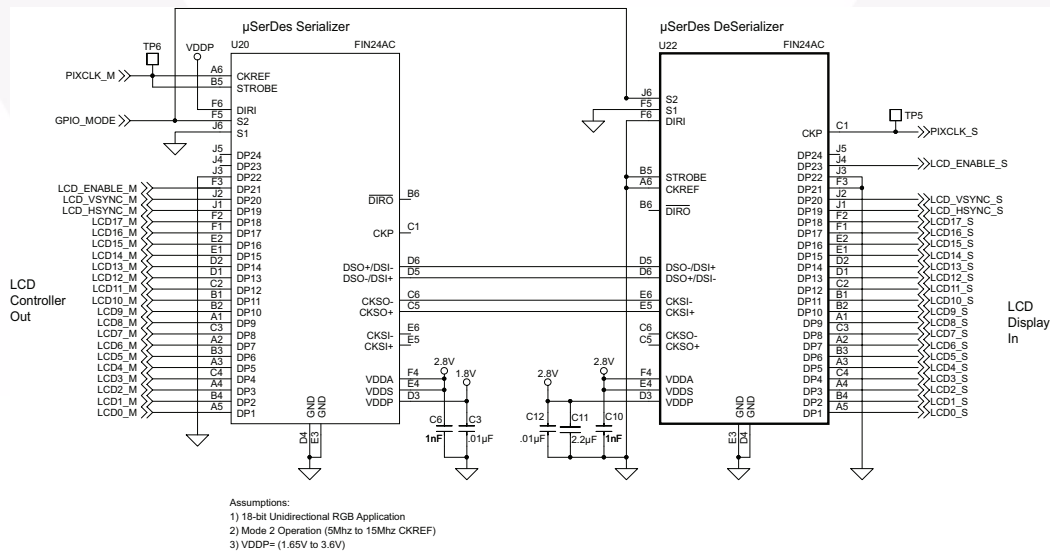 µSerDes Serializer
U20 FIN24AC
TP6 VDDP
PIXCLK_M
A6 CKREF
B5 STROBE
F6 DIRI
GPIO_MODE F5 S2
J6 S1
J5 DP24
J4 DP23
J3 DP22
LCD_ENABLE_M F3 DP21
LCD_VSYNC_M J2 DP20
LCD_HSYNC_M J1 DP19
LCD17_M F2 DP18
LCD16_M F1 DP17
LCD15_M E2 DP16
LCD14_M E1 DP15
LCD13_M D2 DP14
LCD12_M D1 DP13
LCD11_M C2 DP12
LCD10_M B1 DP11
LCD9_M B2 DP10
LCD8_M A1 DP9
LCD7_M C3 DP8
LCD6_M A2 DP7
LCD5_M B3 DP6
LCD4_M A3 DP5
LCD3_M C4 DP4
LCD2_M A4 DP3
LCD1_M B4 DP2
LCD0_M A5 DP1
LCD
Controller
Out
DIRO B6
CKP C1
DSO+/DSI- D6
DSO-/DSI+ D5
CKSO- C6
CKSO+ C5
CKSI- E6
CKSI+ E5
VDDA F4
VDDS E4
VDDP D3
GND GND
D4 E3
2.8V 1.8V
C6 C3
1nF .01µF
µSerDes DeSerializer
U22 FIN24AC
J6 S2
F5 S1
F6 DIRI
B5 STROBE
A6 CKREF
B6 DIRO
D5 DSO-/DSI+
D6 DSO+/DSI-
E6 CKSI-
E5 CKSI+
C6 CKSO-
C5 CKSO+
F4 VDDA
E4 VDDS
D3 VDDP
2.8V 2.8V
C12 C11 C10
.01µF 2.2µF 1nF
GND GND
E3 D4
TP5
CKP C1 PIXCLK_S
DP24 J5
DP23 J4 LCD_ENABLE_S
DP22 J3
DP21 F3
DP20 J2 LCD_VSYNC_S
DP19 J1 LCD_HSYNC_S
DP18 F2 LCD17_S
DP17 F1 LCD16_S
DP16 E2 LCD15_S
DP15 E1 LCD14_S
DP14 D2 LCD13_S
DP13 D1 LCD12_S
DP12 C2 LCD11_S
DP11 B1 LCD10_S
DP10 B2 LCD9_S
DP9 A1 LCD8_S
DP8 C3 LCD7_S
DP7 A2 LCD6_S
DP6 B3 LCD5_S
DP5 A3 LCD4_S
DP4 C4 LCD3_S
DP3 A4 LCD2_S
DP2 B4 LCD1_S
DP1 A5 LCD0_S
LCD
Display
In
Assumptions:
1) 18-bit Unidirectional RGB Application
2) Mode 2 Operation (5Mhz to 15Mhz CKREF)
3) VDDP= (1.65V to 3.6V)